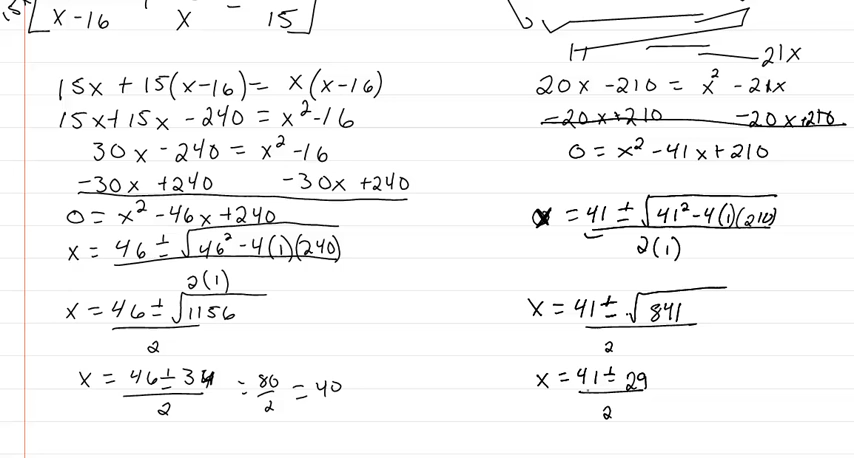 x-16 x 15
15x + 15(x-16) = x(x-16)
15x+15x - 240 = x²-16
30x - 240 = x²-16
-30x +240 -30x +240
0 = x² - 46x + 240
x = 46 ± √46² - 4(1)(240)
2(1)
x = 46 ± √1156
2
x = 46 ± 34 = 80 = 40
2 2
21x
20x - 210 = x² - 21x
-20x+210 -20x+210
0 = x² - 41x + 210
x = 41 ± √41² - 4(1)(210)
2(1)
x = 41 ± √841
2
x = 41 ± 29
2